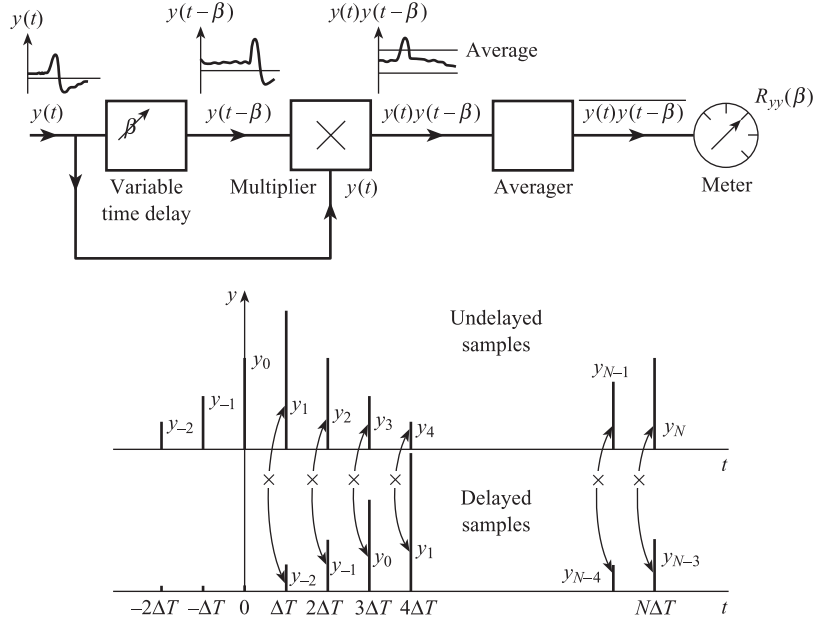 y(t)
y(t−β)
y(t)y(t−β)
Average
y(t)
β
y(t−β)
y(t)y(t−β)
y(t)y(t−β)
R_yy(β)
Variable
time delay
Multiplier
×
y(t)
Averager
Meter
y
Undelayed
samples
y_−2
y_−1
y_0
y_1
y_2
y_3
y_4
y_N−1
y_N
t
× × × × × ×
Delayed
samples
y_−2
y_−1
y_0
y_1
y_N−4
y_N−3
−2ΔT −ΔT 0 ΔT 2ΔT 3ΔT 4ΔT NΔT t